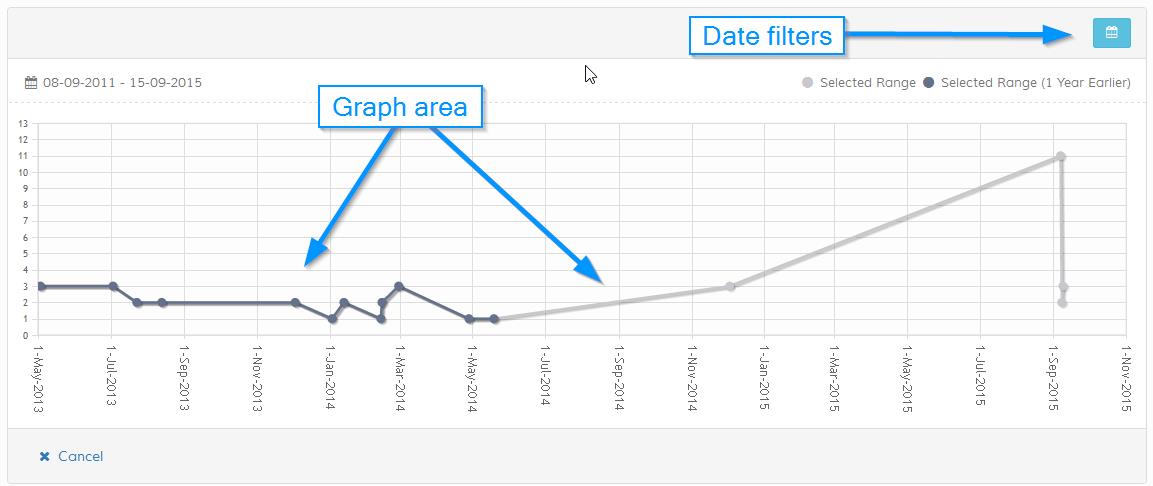 Date filters
08-09-2011 - 15-09-2015
Selected Range
Selected Range (1 Year Earlier)
Graph area
13
12
11
10
9
8
7
6
5
4
3
2
1
0
1-May-2013
1-Jul-2013
1-Sep-2013
1-Nov-2013
1-Jan-2014
1-Mar-2014
1-May-2014
1-Jul-2014
1-Sep-2014
1-Nov-2014
1-Jan-2015
1-Mar-2015
1-May-2015
1-Jul-2015
1-Sep-2015
1-Nov-2015
Cancel